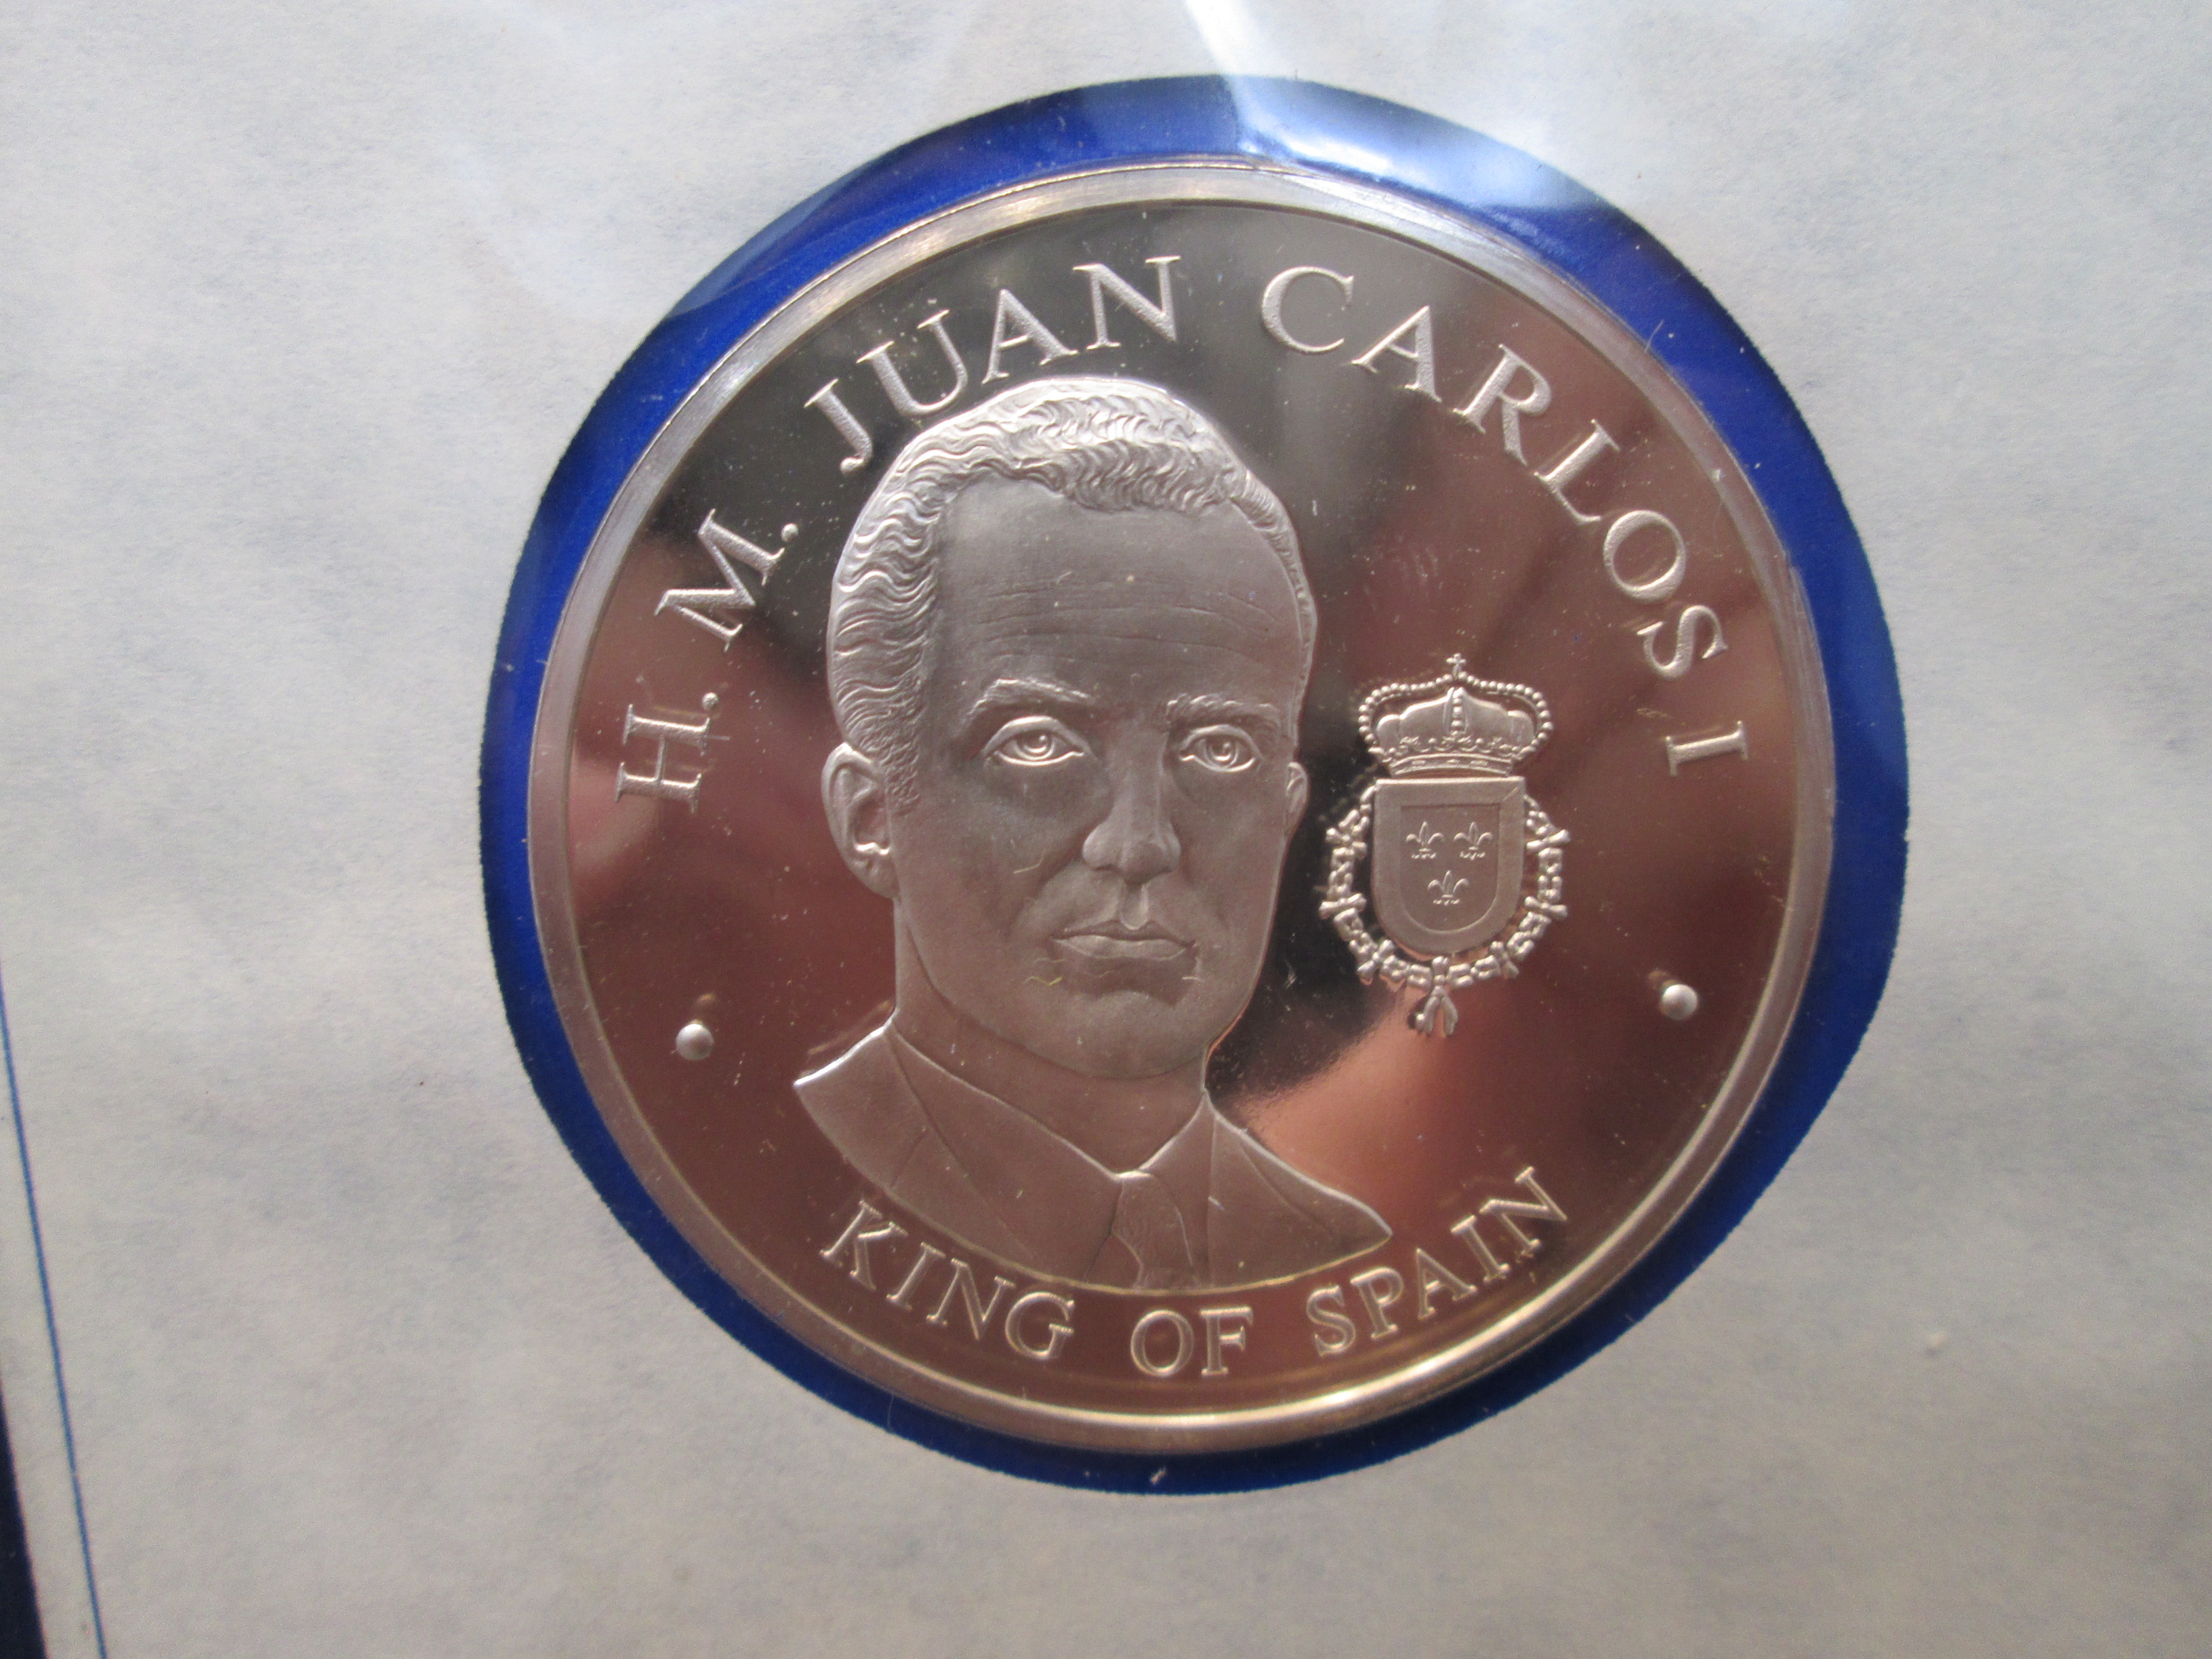 H. M. JUAN CARLOS I
KING OF SPAIN